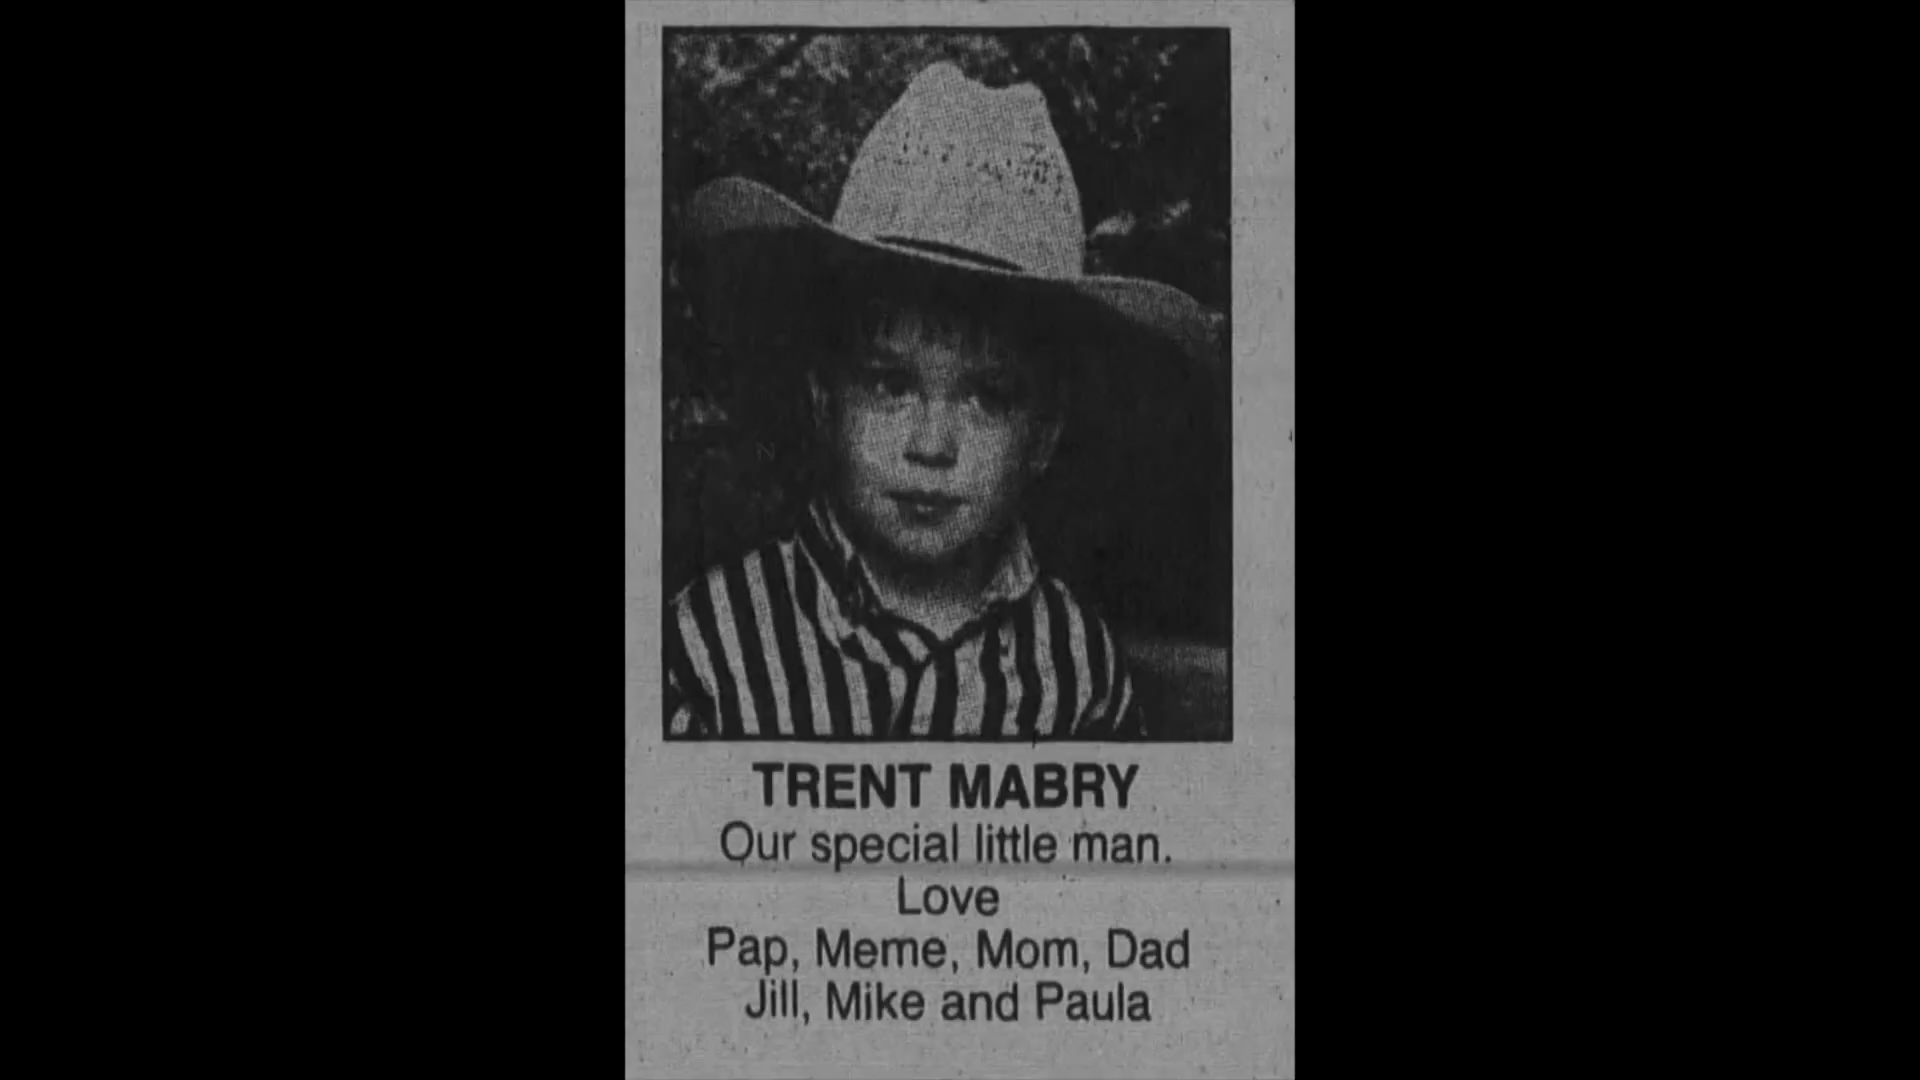 TRENT MABRY
Our special little man.
Love
Pap, Meme, Mom, Dad
Jill, Mike and Paula